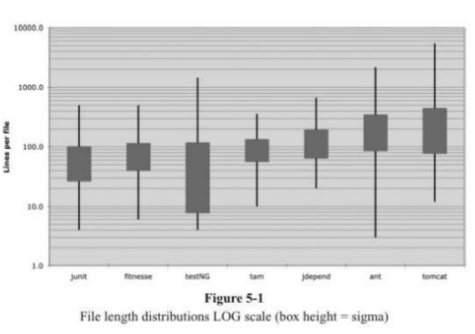 10000.0
1000.0
100.0
10.0
1.0
Lines per file
junit fitnesse testNG tam jdepend ant tomcat
Figure 5-1
File length distributions LOG scale (box height = sigma)